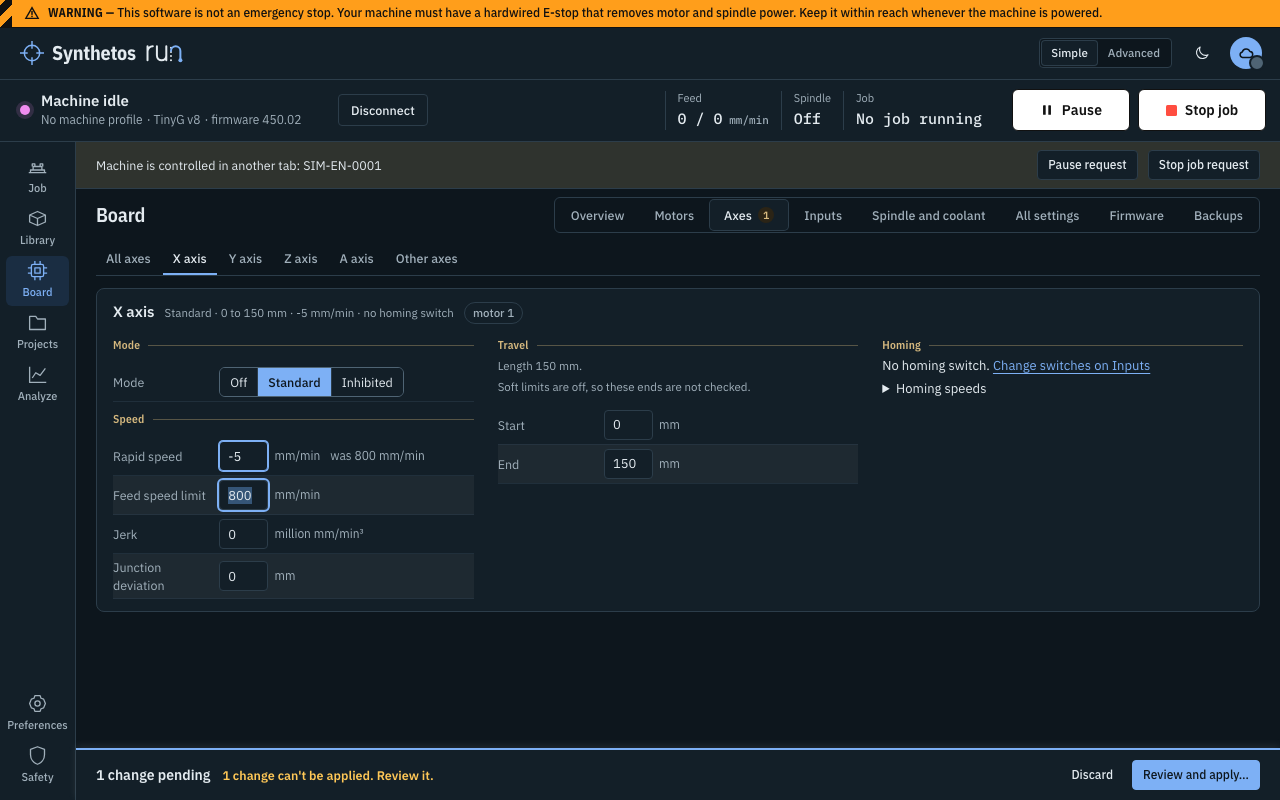 WARNING — This software is not an emergency stop. Your machine must have a hardwired E-stop that removes motor and spindle power. Keep it within reach whenever the machine is powered.
Synthetos run
Simple
Advanced
Machine idle
No machine profile · TinyG v8 · firmware 450.02
Disconnect
Feed
0 / 0 mm/min
Spindle
Off
Job
No job running
Pause
Stop job
Job
Library
Board
Projects
Analyze
Preferences
Safety
Machine is controlled in another tab: SIM-EN-0001
Pause request
Stop job request
Board
Overview
Motors
Axes 1
Inputs
Spindle and coolant
All settings
Firmware
Backups
All axes
X axis
Y axis
Z axis
A axis
Other axes
X axis Standard · 0 to 150 mm · -5 mm/min · no homing switch motor 1
Mode
Mode
Off
Standard
Inhibited
Speed
Rapid speed -5 mm/min was 800 mm/min
Feed speed limit 800 mm/min
Jerk 0 million mm/min³
Junction deviation 0 mm
Travel
Length 150 mm.
Soft limits are off, so these ends are not checked.
Start 0 mm
End 150 mm
Homing
No homing switch. Change switches on Inputs
Homing speeds
1 change pending 1 change can't be applied. Review it.
Discard
Review and apply...